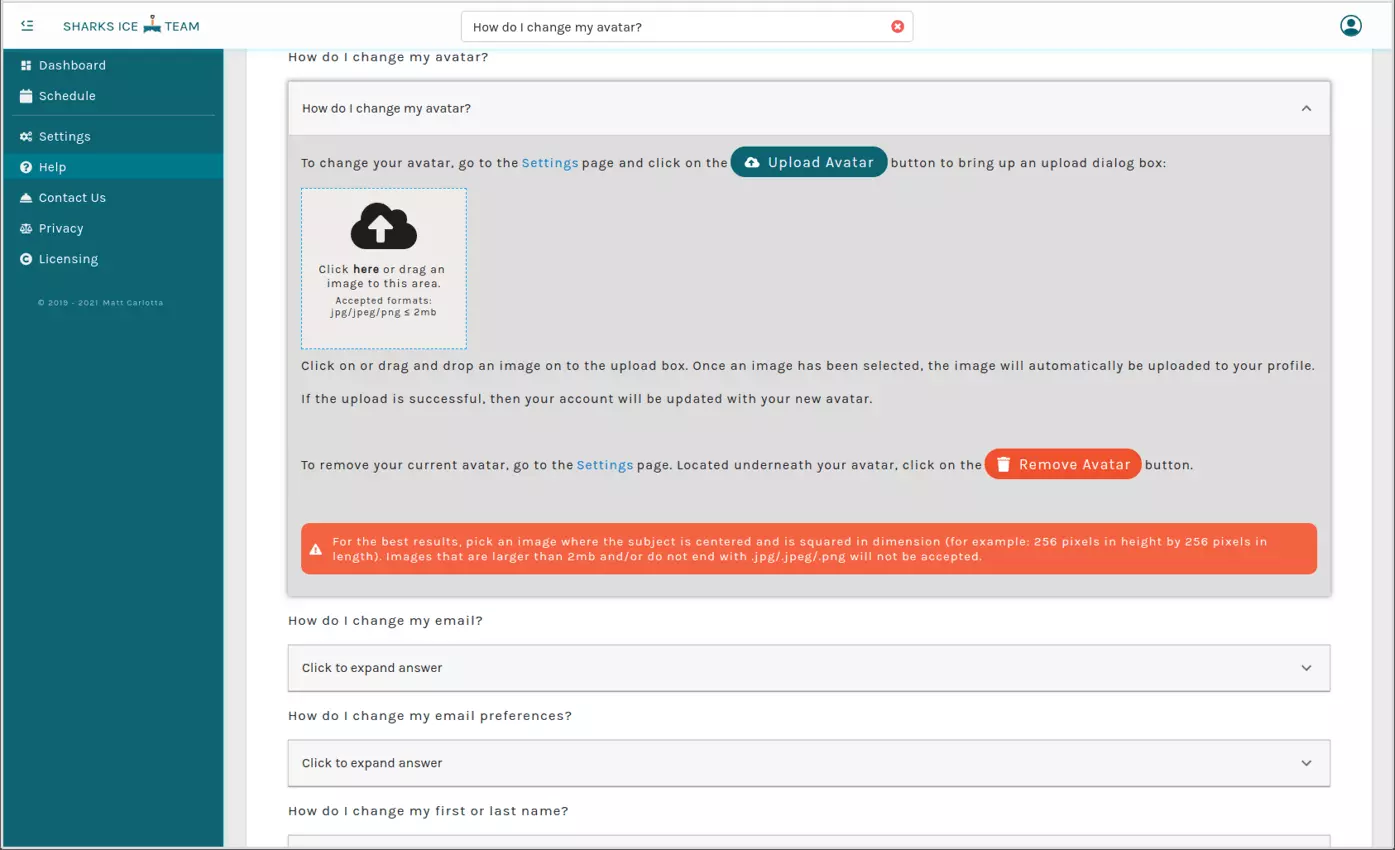 SHARKS ICE TEAM
How do I change my avatar?
Dashboard
Schedule
Settings
Help
Contact Us
Privacy
Licensing
© 2019 - 2021 Matt Carlotta
How do I change my avatar?
How do I change my avatar?
To change your avatar, go to the Settings page and click on the Upload Avatar button to bring up an upload dialog box:
Click here or drag an
image to this area.
Accepted formats:
jpg/jpeg/png ≤ 2mb
Click on or drag and drop an image on to the upload box. Once an image has been selected, the image will automatically be uploaded to your profile.
If the upload is successful, then your account will be updated with your new avatar.
To remove your current avatar, go to the Settings page. Located underneath your avatar, click on the Remove Avatar button.
For the best results, pick an image where the subject is centered and is squared in dimension (for example: 256 pixels in height by 256 pixels in
length). Images that are larger than 2mb and/or do not end with .jpg/.jpeg/.png will not be accepted.
How do I change my email?
Click to expand answer
How do I change my email preferences?
Click to expand answer
How do I change my first or last name?